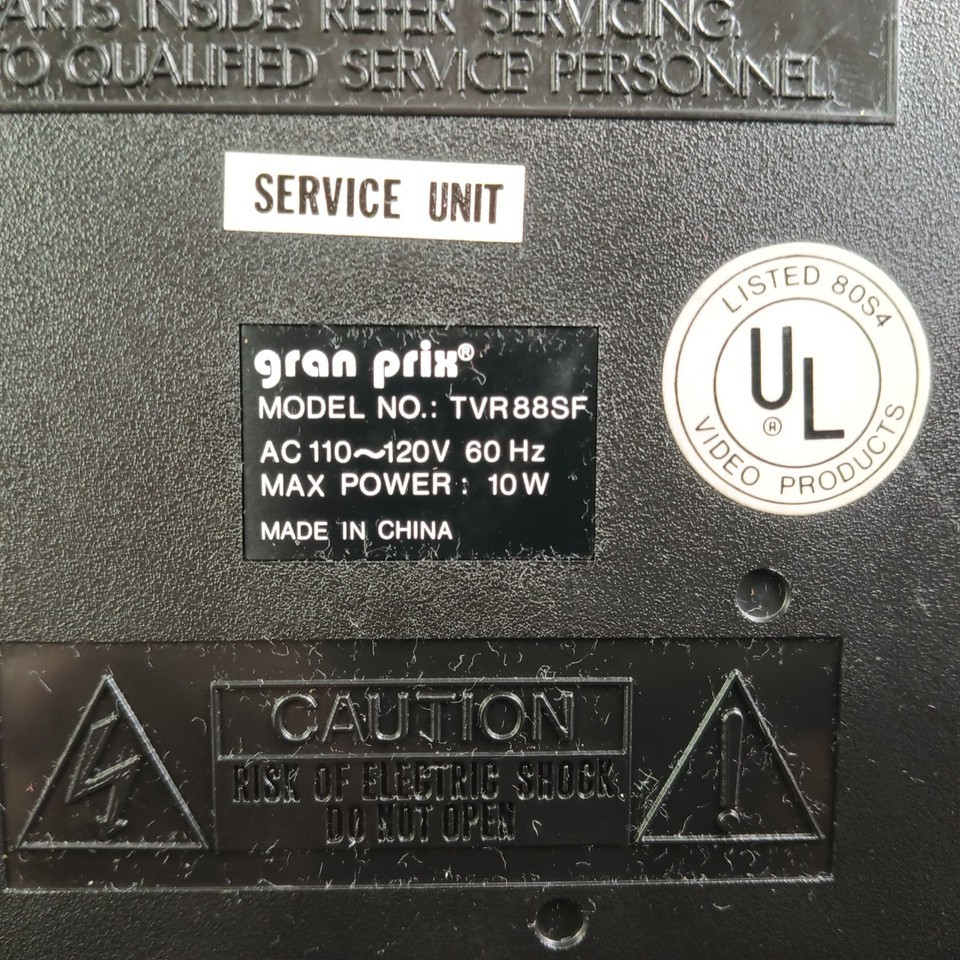 PARTS INSIDE REFER SERVICING.
TO QUALIFIED SERVICE PERSONNEL.
SERVICE UNIT
gran prix®
MODEL NO.: TVR88SF
AC 110~120V 60 Hz
MAX POWER: 10W
MADE IN CHINA
LISTED 80S4
UL®
VIDEO PRODUCTS
CAUTION
RISK OF ELECTRIC SHOCK
DO NOT OPEN